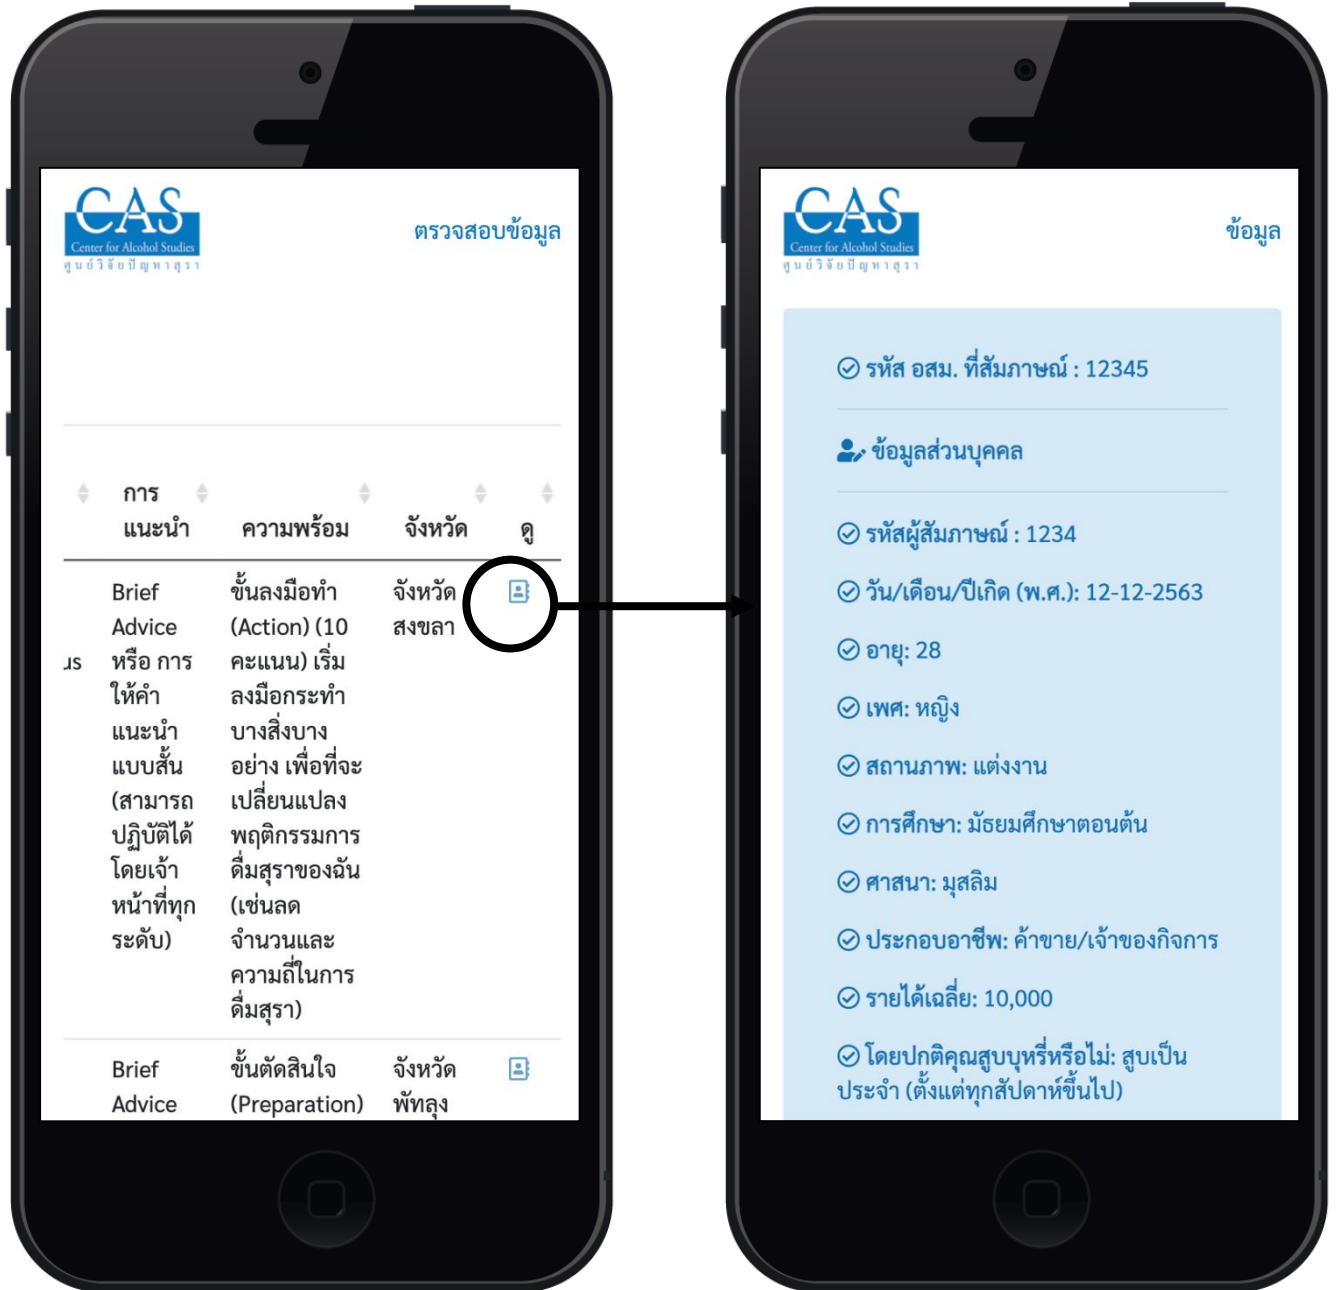 CAS
Center for Alcohol Studies
ศูนย์วิจัยปัญหาสุรา
ตรวจสอบข้อมูล
การ
แนะนำ
ความพร้อม
จังหวัด
ดู
us
Brief
Advice
หรือ การ
ให้คำ
แนะนำ
แบบสั้น
(สามารถ
ปฏิบัติได้
โดยเจ้า
หน้าที่ทุก
ระดับ)
ขั้นลงมือทำ
(Action) (10
คะแนน) เริ่ม
ลงมือกระทำ
บางสิ่งบาง
อย่าง เพื่อที่จะ
เปลี่ยนแปลง
พฤติกรรมการ
ดื่มสุราของฉัน
(เช่นลด
จำนวนและ
ความถี่ในการ
ดื่มสุรา)
จังหวัด
สงขลา
Brief
Advice
ขั้นตัดสินใจ
(Preparation)
จังหวัด
พัทลุง
CAS
Center for Alcohol Studies
ศูนย์วิจัยปัญหาสุรา
ข้อมูล
รหัส อสม. ที่สัมภาษณ์ : 12345
ข้อมูลส่วนบุคคล
รหัสผู้สัมภาษณ์ : 1234
วัน/เดือน/ปีเกิด (พ.ศ.): 12-12-2563
อายุ: 28
เพศ: หญิง
สถานภาพ: แต่งงาน
การศึกษา: มัธยมศึกษาตอนต้น
ศาสนา: มุสลิม
ประกอบอาชีพ: ค้าขาย/เจ้าของกิจการ
รายได้เฉลี่ย: 10,000
โดยปกติคุณสูบบุหรี่หรือไม่: สูบเป็น
ประจำ (ตั้งแต่ทุกสัปดาห์ขึ้นไป)